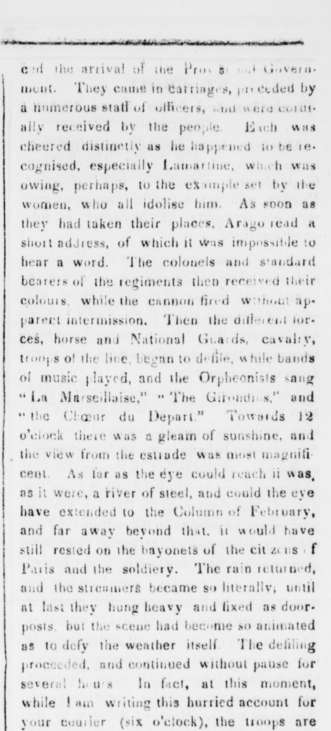 ced the arrival of the Provisional Govern-
ment. They came in carriages, preceded by
a numerous staff of officers, and were cordi-
ally received by the people. Each was
cheered distinctly as he happened to be re-
cognised, especially Lamartine, which was
owing, perhaps, to the example set by the
women, who all idolise him. As soon as
they had taken their places, Arago read a
short address, of which it was impossible to
hear a word. The colonels and standard
bearers of the regiments then received their
colours, while the cannon fired without ap-
parent intermission. Then the different for-
ces, horse and National Guards, cavalry,
troops of the line, began to defile, while bands
of music played, and the Orpheonists sang
"La Marseillaise," "The Girondins," and
"the Chœur du Depart." Towards 12
o'clock there was a gleam of sunshine, and
the view from the estrade was most magnifi-
cent. As far as the eye could reach it was,
as it were, a river of steel, and could the eye
have extended to the Column of February,
and far away beyond that, it would have
still rested on the bayonets of the citizens of
Paris and the soldiery. The rain returned,
and the streamers became so literally, until
at last they hung heavy and fixed as door-
posts, but the scene had become so animated
as to defy the weather itself. The defiling
proceeded, and continued without pause for
several hours In fact, at this moment,
while I am writing this hurried account for
your courier (six o'clock), the troops are